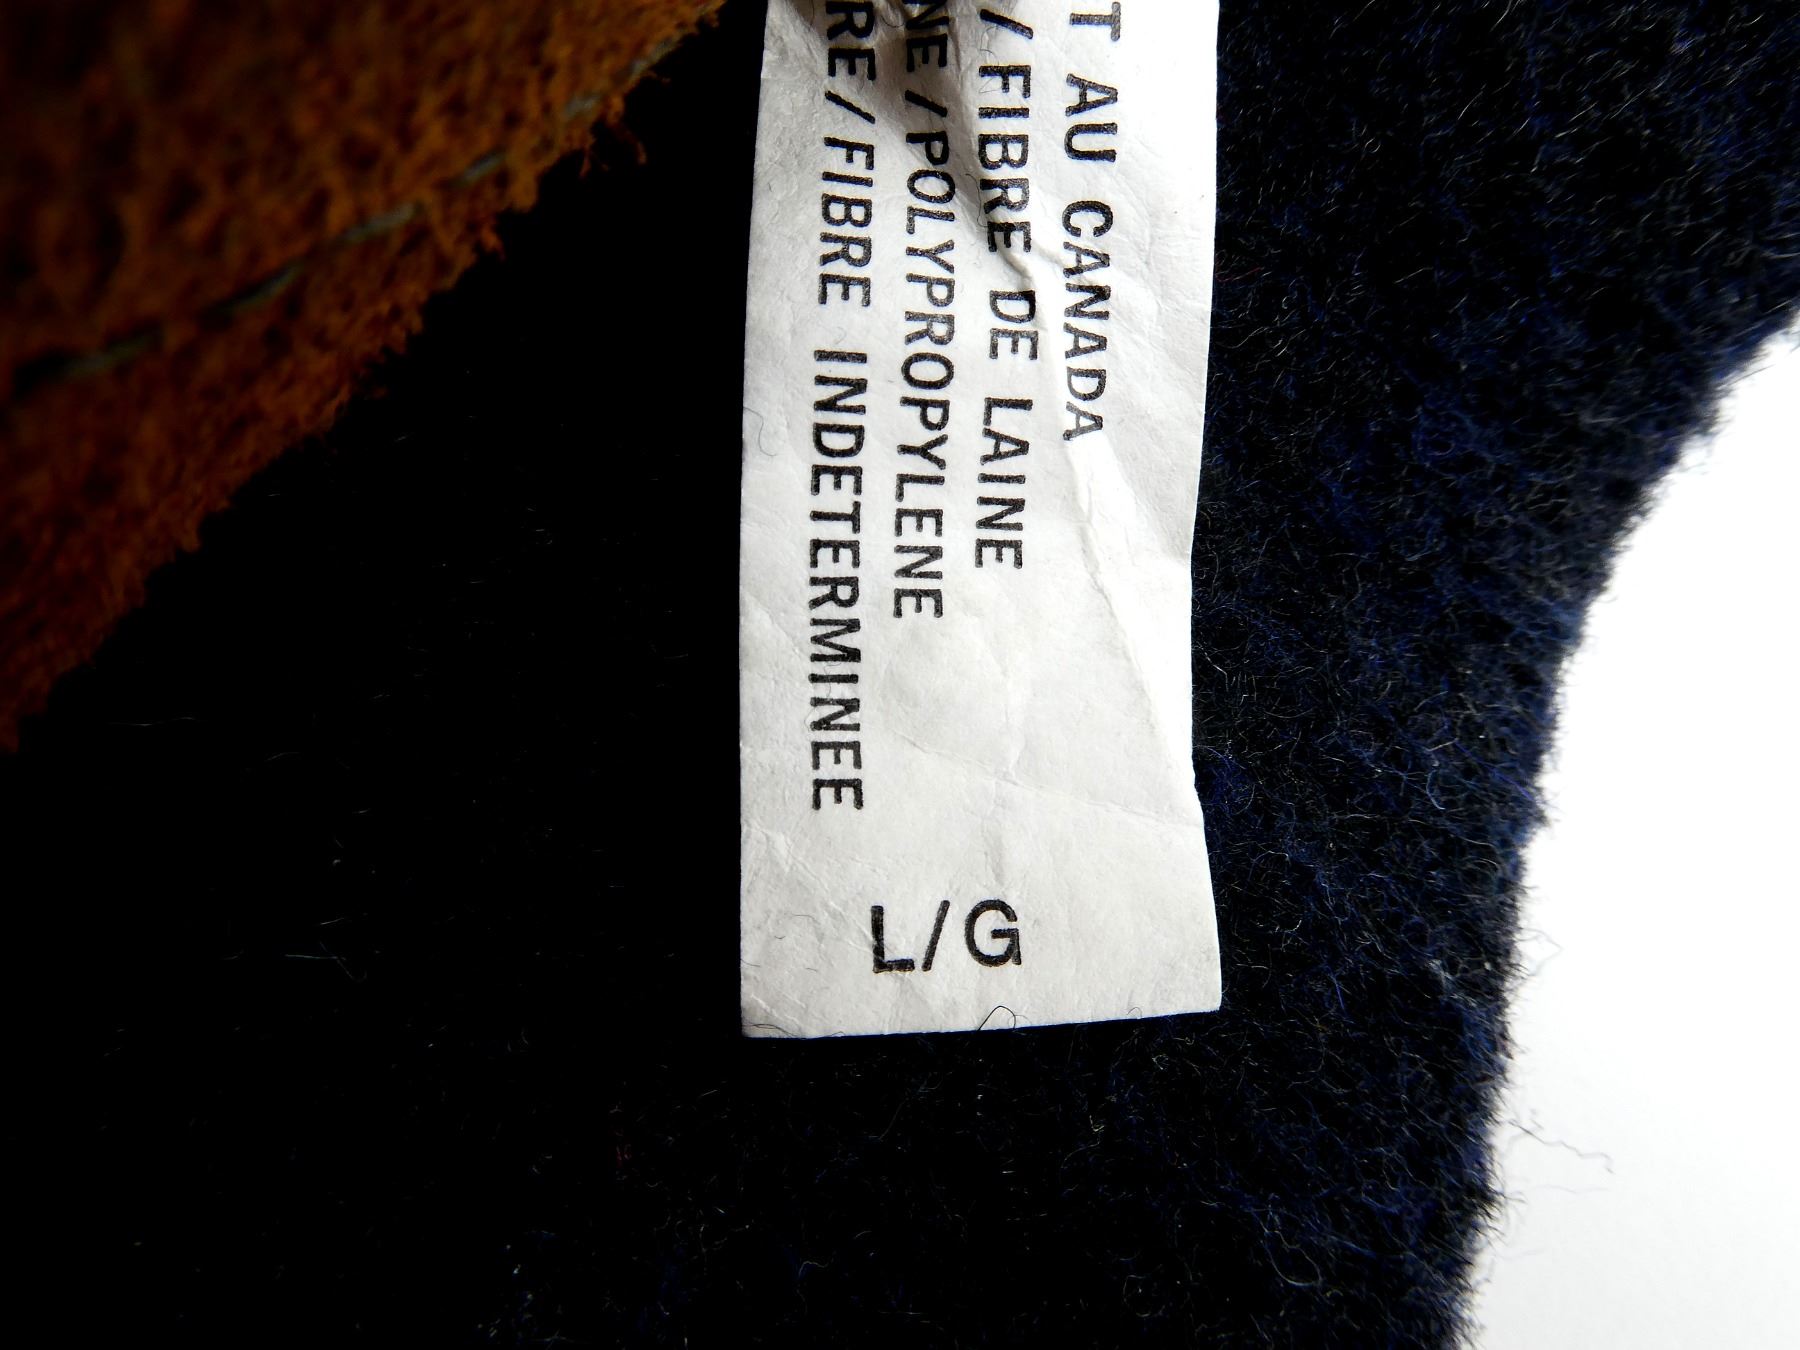 T AU CANADA
/FIBRE DE LAINE
NE/POLYPROPYLENE
RE/FIBRE INDETERMINEE
L/G